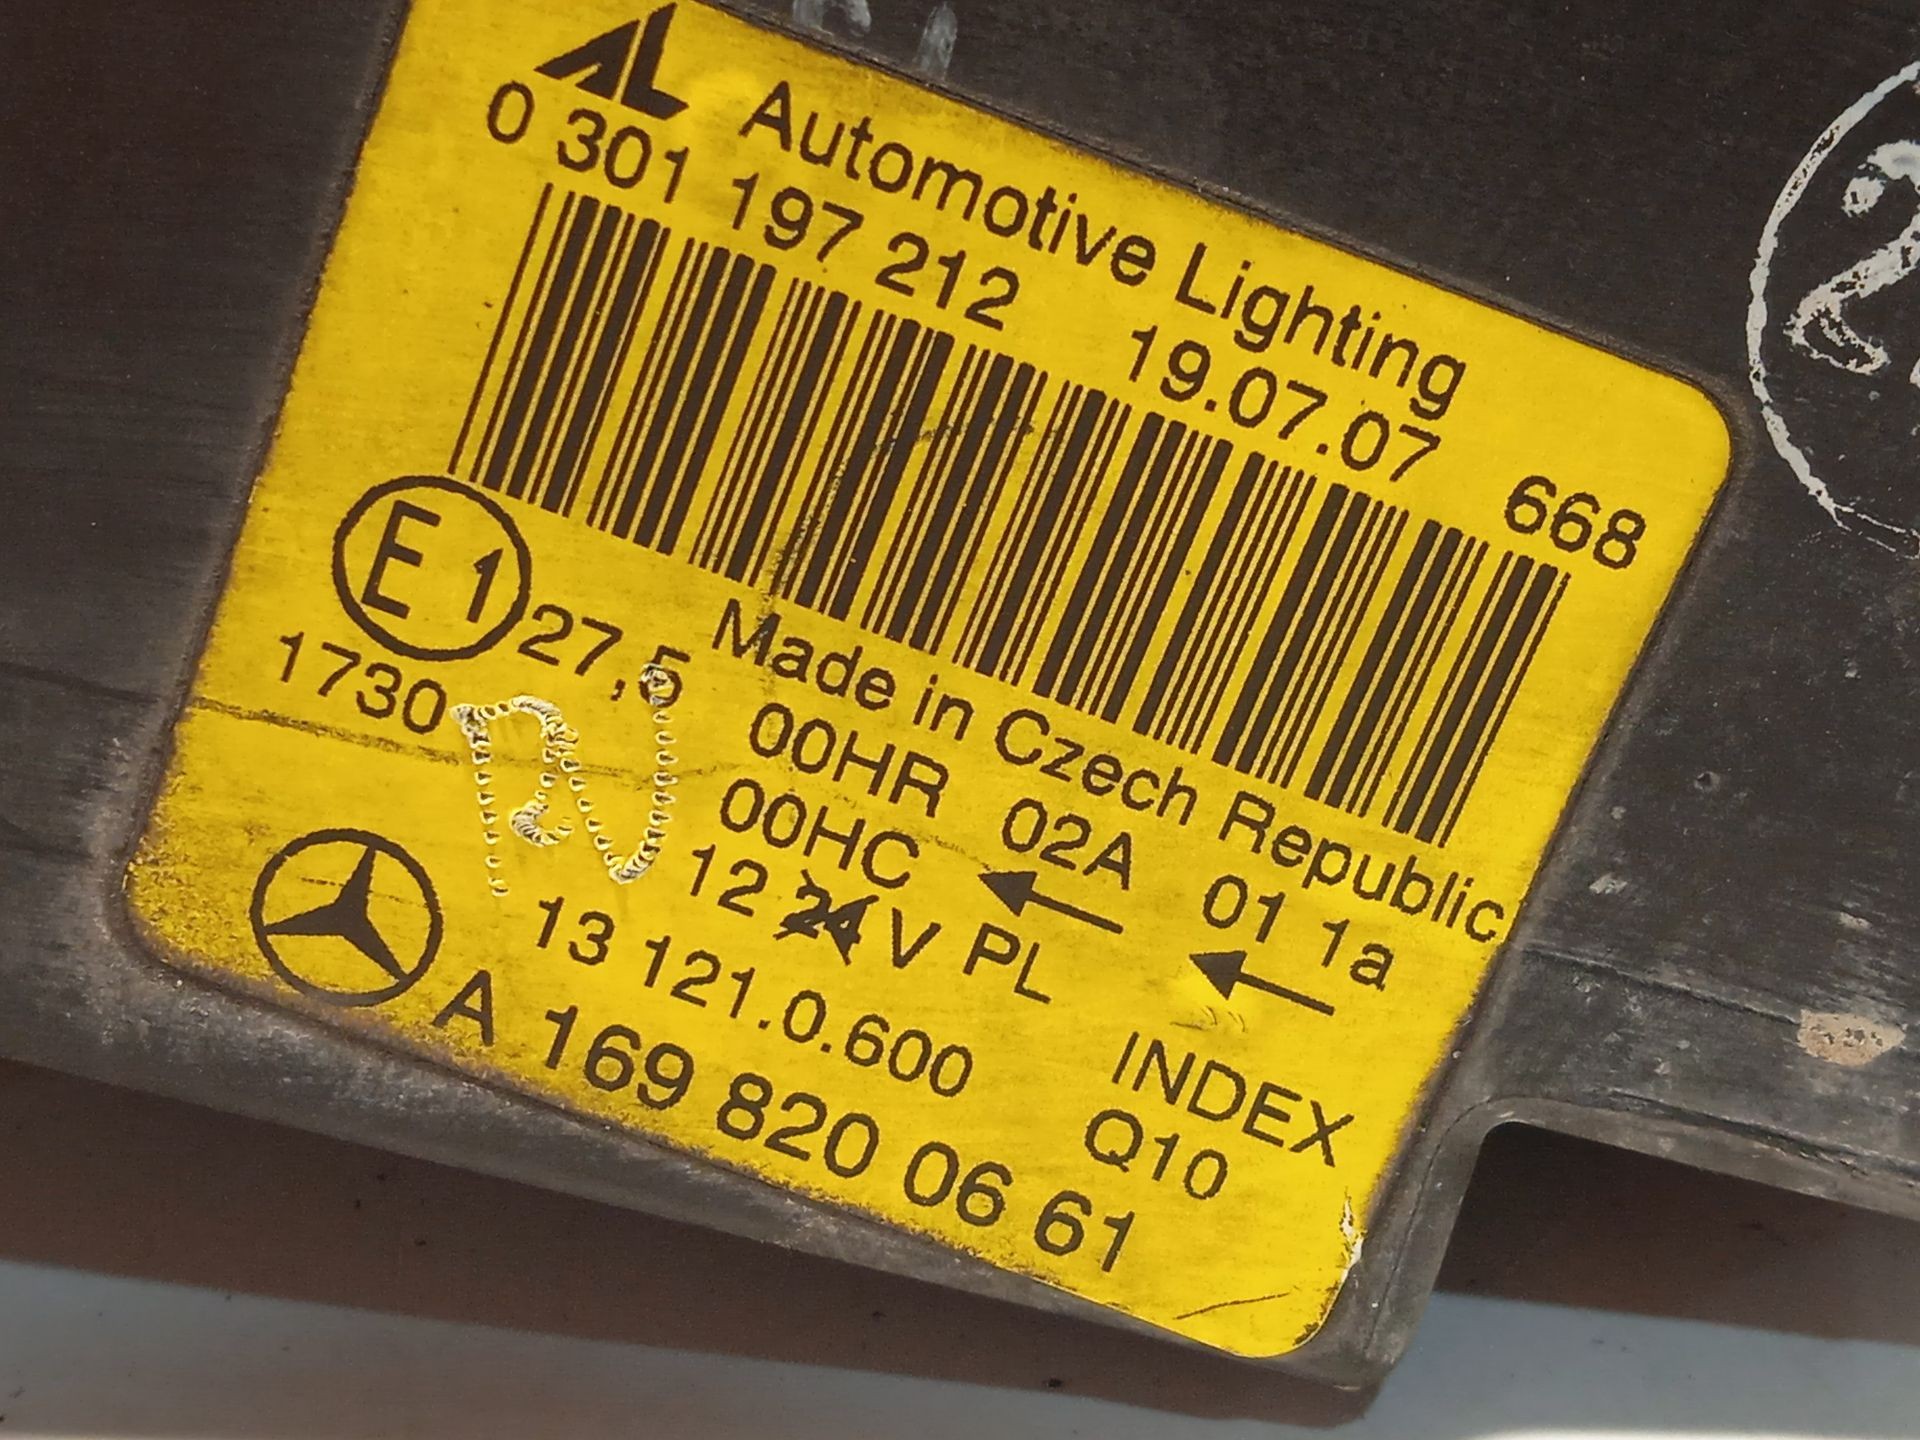 AL Automotive Lighting
0 301 197 212 19.07.07 668
E1 27,5 Made in Czech Republic
1730 00HR 02A 01 1a
00HC
12 24 V PL INDEX
13 121.0.600 Q10
A 169 820 06 61